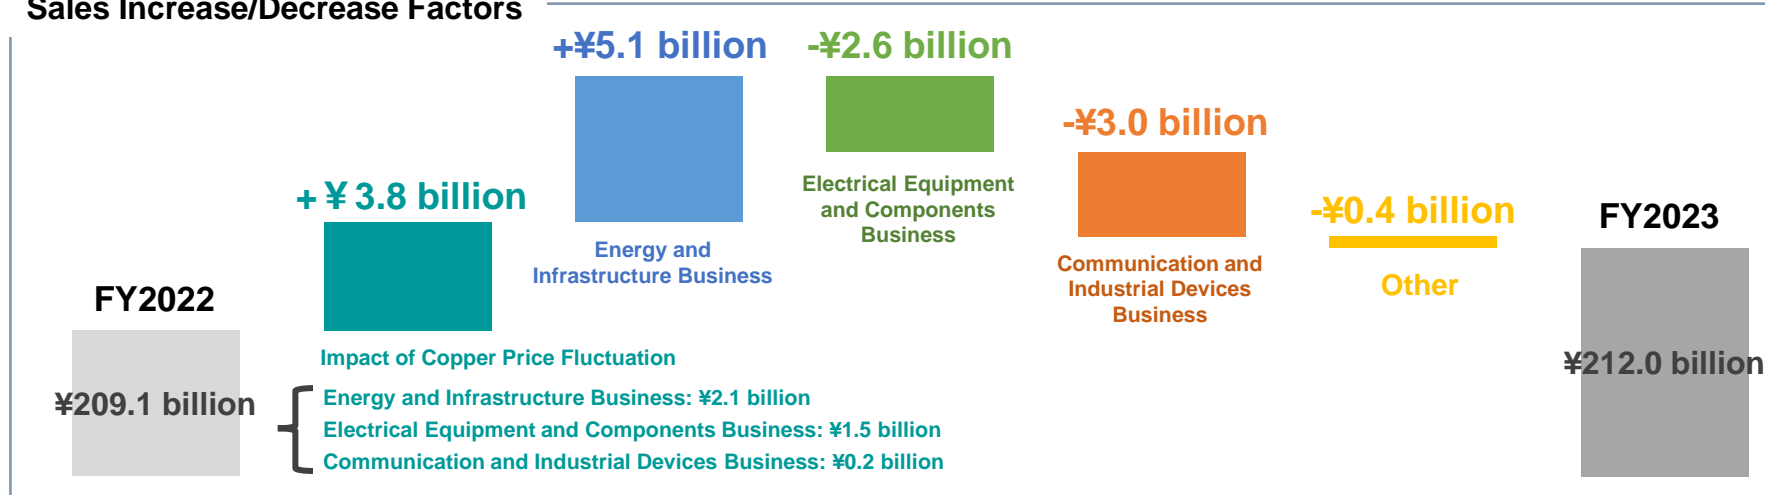 Sales Increase/Decrease Factors
+¥5.1 billion
-¥2.6 billion
-¥3.0 billion
+¥3.8 billion
-¥0.4 billion
FY2023
Electrical Equipment
and Components
Business
Energy and
Infrastructure Business
Communication and
Industrial Devices
Business
Other
FY2022
Impact of Copper Price Fluctuation
¥212.0 billion
¥209.1 billion
Energy and Infrastructure Business: ¥2.1 billion
Electrical Equipment and Components Business: ¥1.5 billion
Communication and Industrial Devices Business: ¥0.2 billion